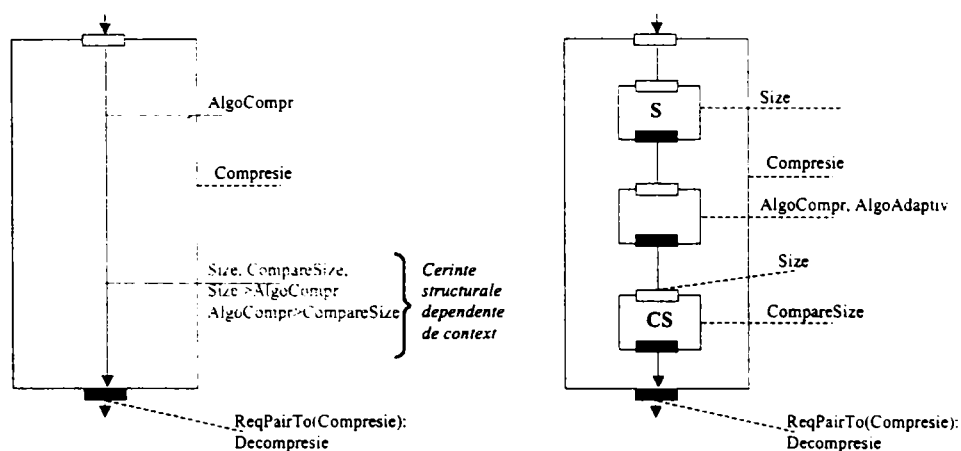 AlgoCompr
Compresie
Size, CompareSize,
Size >AlgoCompr
AlgoCompr>CompareSize
Cerinte
structurale
dependente
de context
ReqPairTo(Compresie):
Decompresie
S
Size
Compresie
AlgoCompr, AlgoAdaptiv
Size
CS
CompareSize
ReqPairTo(Compresie):
Decompresie